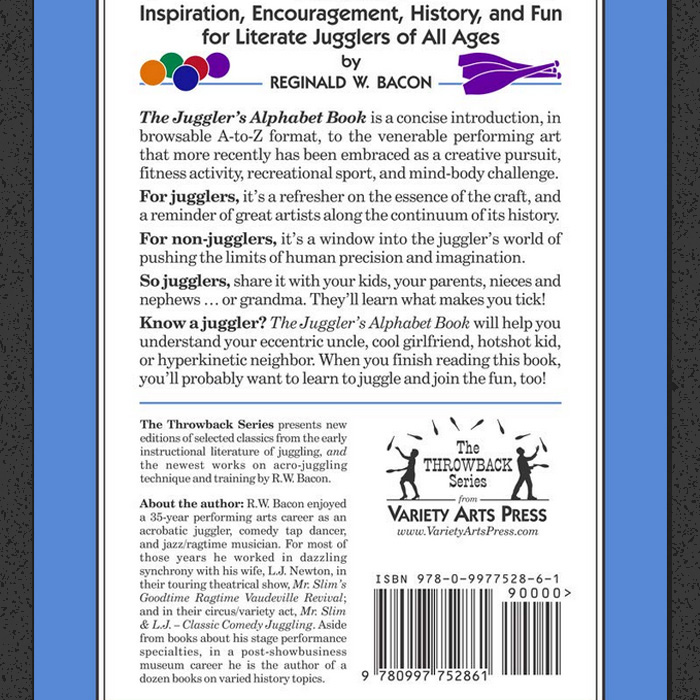 Inspiration, Encouragement, History, and Fun
for Literate Jugglers of All Ages
by
REGINALD W. BACON
The Juggler's Alphabet Book is a concise introduction, in
browsable A-to-Z format, to the venerable performing art
that more recently has been embraced as a creative pursuit,
fitness activity, recreational sport, and mind-body challenge.
For jugglers, it's a refresher on the essence of the craft, and
a reminder of great artists along the continuum of its history.
For non-jugglers, it's a window into the juggler's world of
pushing the limits of human precision and imagination.
So jugglers, share it with your kids, your parents, nieces and
nephews ... or grandma. They'll learn what makes you tick!
Know a juggler? The Juggler's Alphabet Book will help you
understand your eccentric uncle, cool girlfriend, hotshot kid,
or hyperkinetic neighbor. When you finish reading this book,
you'll probably want to learn to juggle and join the fun, too!
The Throwback Series presents new
editions of selected classics from the early
instructional literature of juggling, and
the newest works on acro-juggling
technique and training by R.W. Bacon.
About the author: R.W. Bacon enjoyed
a 35-year performing arts career as an
acrobatic juggler, comedy tap dancer,
and jazz/ragtime musician. For most of
those years he worked in dazzling
synchrony with his wife, L.J. Newton, in
their touring theatrical show, Mr. Slim's
Goodtime Ragtime Vaudeville Revival;
and in their circus/variety act, Mr. Slim
& L.J. – Classic Comedy Juggling. Aside
from books about his stage performance
specialties, in a post-showbusiness
museum career he is the author of a
dozen books on varied history topics.
The
THROWBACK
Series
from
VARIETY ARTS PRESS
www.VarietyArtsPress.com
ISBN 978-0-9977528-6-1
90000>
9 780997 752861